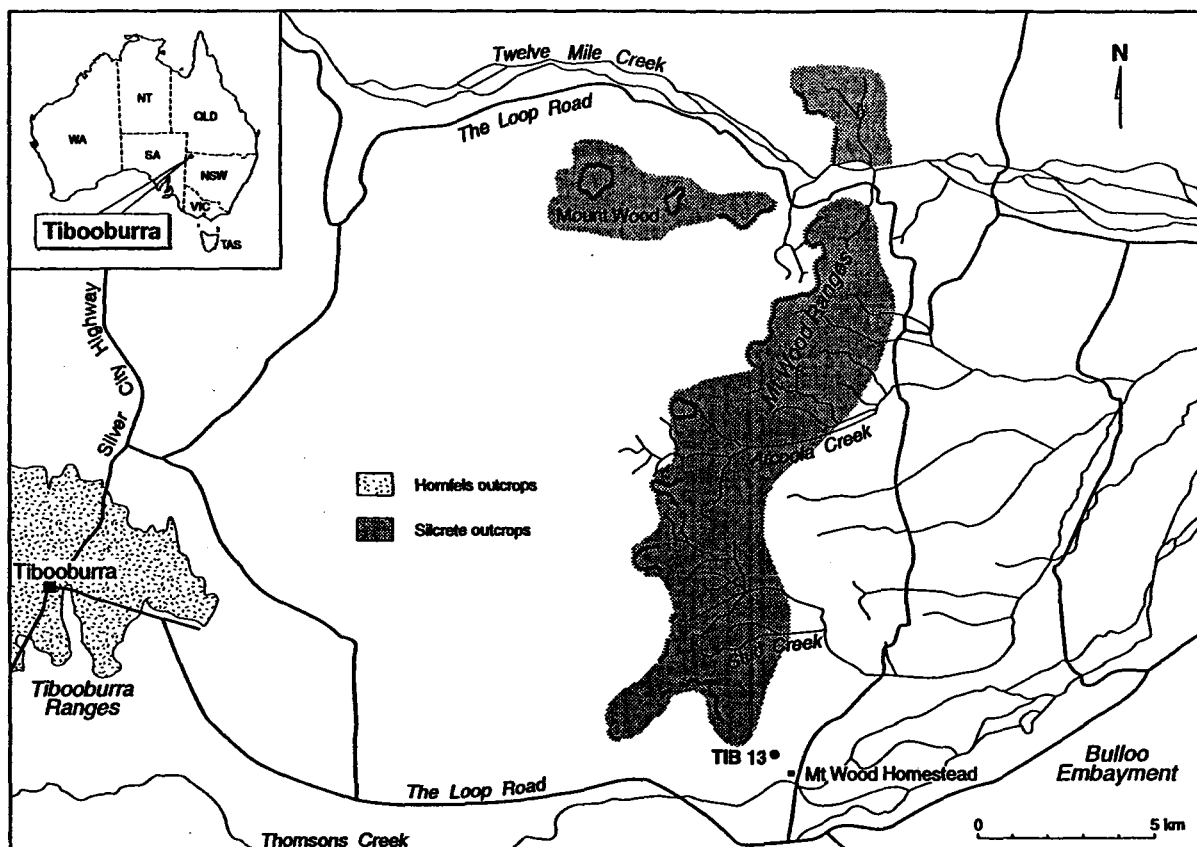 NT
QLD
WA
SA
NSW
VIC
TAS
Tibooburra
Twelve Mile Creek
The Loop Road
N
Mount Wood
Mt Wood Ranges
Silver City Highway
Creek
Hornfels outcrops
Silcrete outcrops
Tibooburra
Creek
Tibooburra
Ranges
TIB 13
Mt Wood Homestead
Bulloo
Embayment
The Loop Road
Thomsons Creek
0 5 km